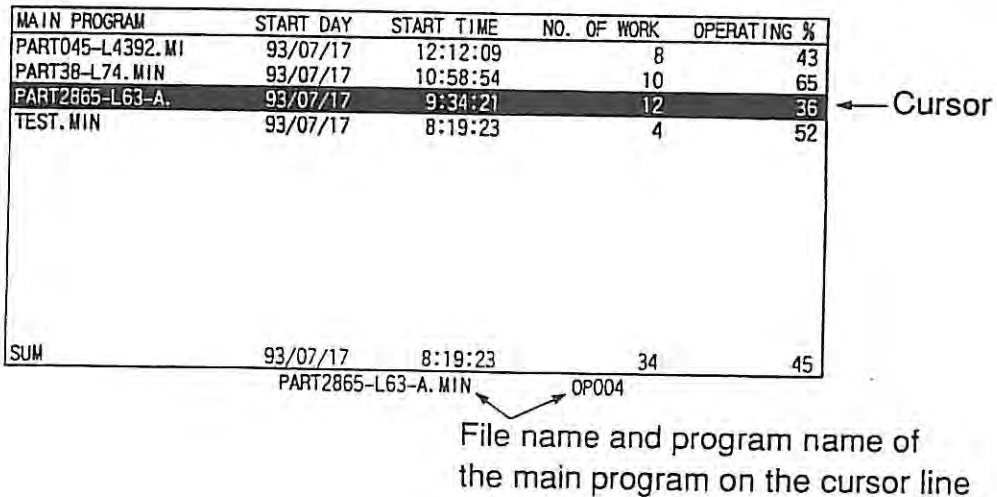 MAIN PROGRAM START DAY START TIME NO. OF WORK OPERATING %
PART045-L4392.MI 93/07/17 12:12:09 8 43
PART38-L74.MIN 93/07/17 10:58:54 10 65
PART2865-L63-A. 93/07/17 9:34:21 12 36 Cursor
TEST.MIN 93/07/17 8:19:23 4 52
SUM 93/07/17 8:19:23 34 45
PART2865-L63-A.MIN OP004
File name and program name of
the main program on the cursor line